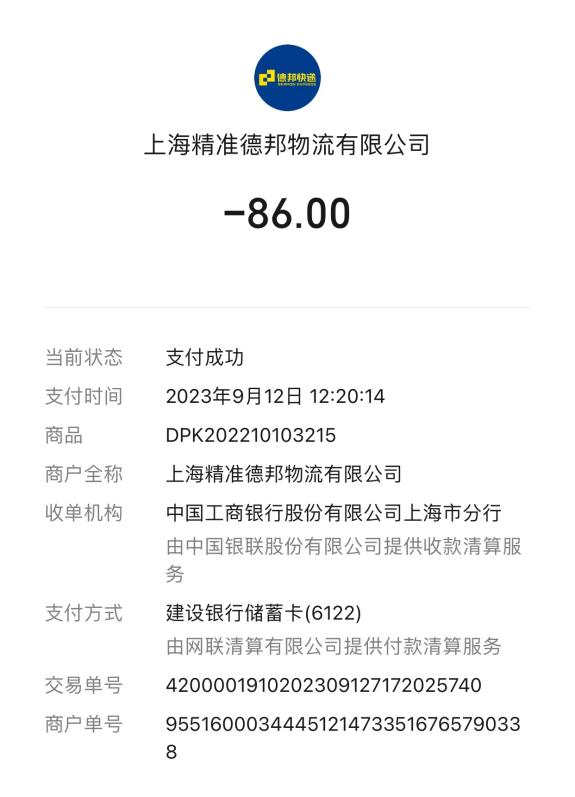 德邦快递
DEPPON EXPRESS
上海精准德邦物流有限公司
-86.00
当前状态 支付成功
支付时间 2023年9月12日 12:20:14
商品 DPK202210103215
商户全称 上海精准德邦物流有限公司
收单机构 中国工商银行股份有限公司上海市分行
由中国银联股份有限公司提供收款清算服
务
支付方式 建设银行储蓄卡(6122)
由网联清算有限公司提供付款清算服务
交易单号 4200001910202309127172025740
商户单号 955160003444512147335167657 9033
8